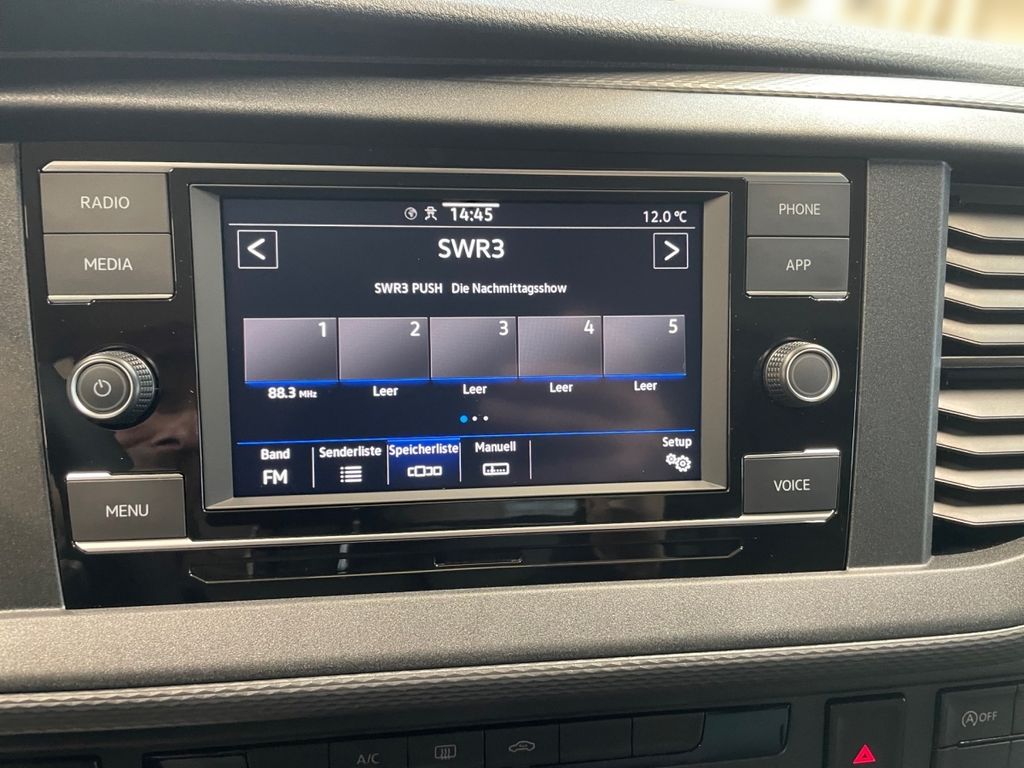 RADIO
MEDIA
MENU
14:45
12.0 °C
<
SWR3
>
SWR3 PUSH Die Nachmittagsshow
1 2 3 4 5
88.3 MHz Leer Leer Leer Leer
Band
FM
Senderliste
Speicherliste
Manuell
Setup
PHONE
APP
VOICE
A/C
A OFF